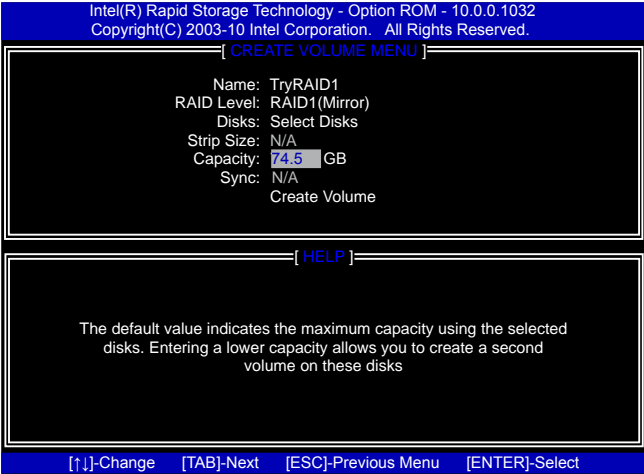 Intel(R) Rapid Storage Technology - Option ROM - 10.0.0.1032
Copyright(C) 2003-10 Intel Corporation. All Rights Reserved.
[ CREATE VOLUME MENU ]
Name: TryRAID1
RAID Level: RAID1(Mirror)
Disks: Select Disks
Strip Size: N/A
Capacity: 74.5 GB
Sync: N/A
Create Volume
[ HELP ]
The default value indicates the maximum capacity using the selected
disks. Entering a lower capacity allows you to create a second
volume on these disks
[↑↓]-Change [TAB]-Next [ESC]-Previous Menu [ENTER]-Select